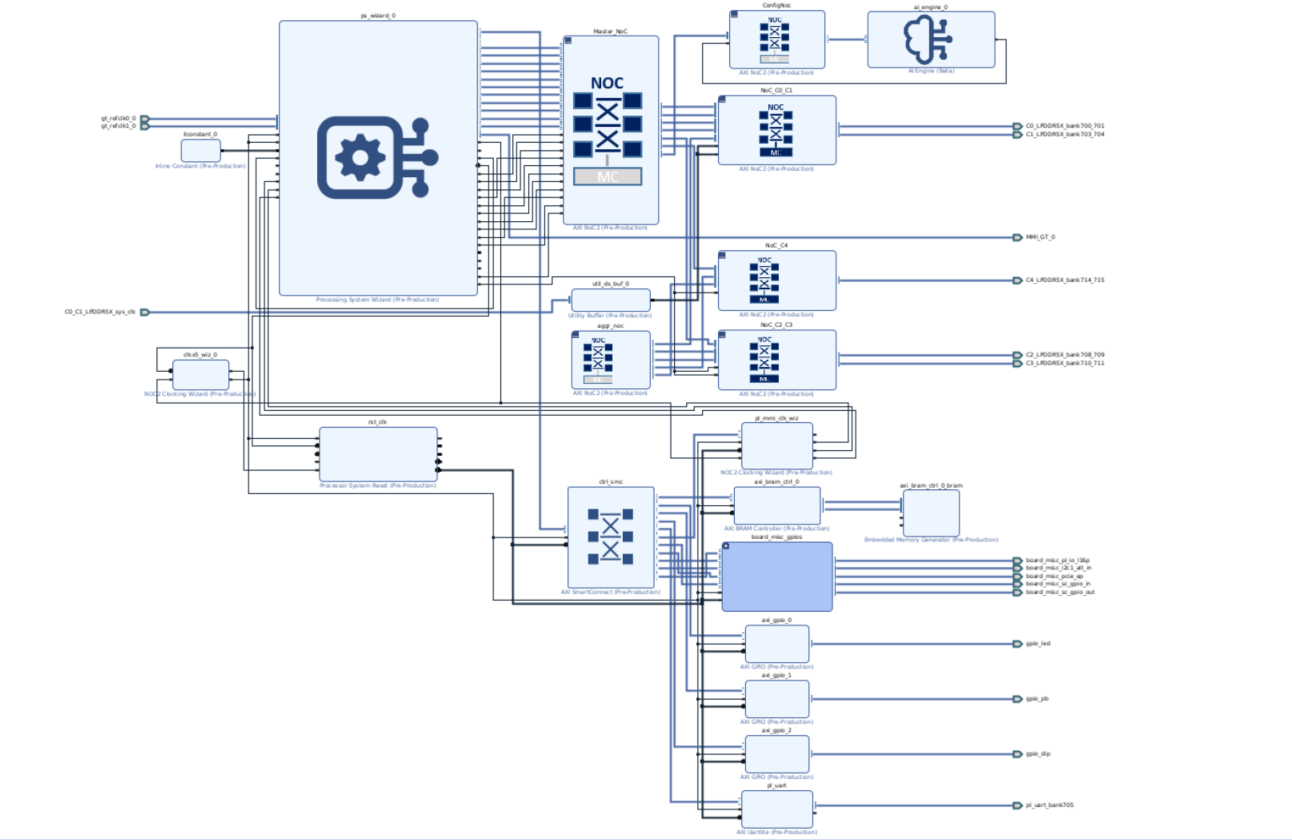 ps_wizard_0
Processing System Wizard (Pre-Production)
gt_refclk0_0
gt_refclk1_0
ilconstant_0
Inline Constant (Pre-Production)
Master_NoC
NOC
MC
AXI NoC2 (Pre-Production)
ConfigNoc
NOC
MC
AXI NoC2 (Pre-Production)
ai_engine_0
AI Engine (Beta)
NoC_C0_C1
NOC
MC
AXI NoC2 (Pre-Production)
C0_LPDDR5X_bank700_701
C1_LPDDR5X_bank703_704
MMI_GT_0
NoC_C4
NOC
MC
AXI NoC2 (Pre-Production)
C4_LPDDR5X_bank714_715
C0_C1_LPDDR5X_sys_clk
util_ds_buf_0
Utility Buffer (Pre-Production)
aggr_noc
NOC
MC
AXI NoC2 (Pre-Production)
NoC_C2_C3
NOC
MC
AXI NoC2 (Pre-Production)
C2_LPDDR5X_bank708_709
C3_LPDDR5X_bank710_711
clkx5_wiz_0
NOC2 Clocking Wizard (Pre-Production)
rst_clk
Processor System Reset (Pre-Production)
pl_mmi_clk_wiz
NOC2 Clocking Wizard (Pre-Production)
ctrl_smc
AXI SmartConnect (Pre-Production)
axi_bram_ctrl_0
AXI BRAM Controller (Pre-Production)
axi_bram_ctrl_0_bram
Embedded Memory Generator (Pre-Production)
board_misc_gpios
board_misc_pl_io_l16p
board_misc_i2c1_alt_in
board_misc_pcie_ep
board_misc_sc_gpio_in
board_misc_sc_gpio_out
axi_gpio_0
AXI GPIO (Pre-Production)
gpio_led
axi_gpio_1
AXI GPIO (Pre-Production)
gpio_pb
axi_gpio_2
AXI GPIO (Pre-Production)
gpio_dip
pl_uart
AXI Uartlite (Pre-Production)
pl_uart_bank705